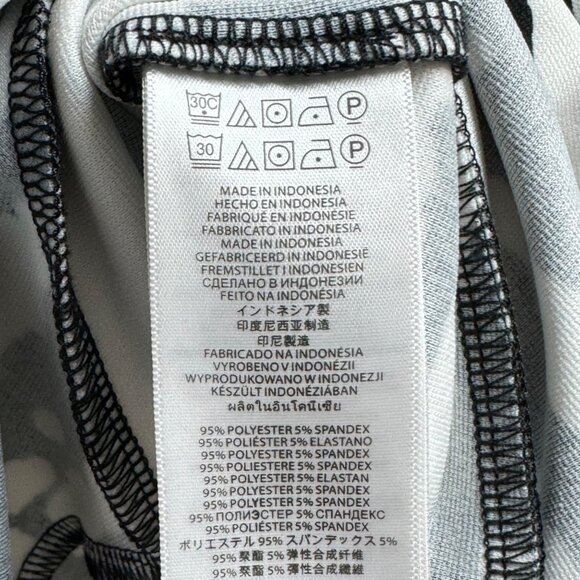 30C P
30 P
MADE IN INDONESIA
HECHO EN INDONESIA
FABRIQUÉ EN INDONÉSIE
FABBRICATO IN INDONESIA
MADE IN INDONESIA
GEFABRICEERD IN INDONESIË
FREMSTILLET I INDONESIEN
СДЕЛАНО В ИНДОНЕЗИИ
FEITO NA INDONÉSIA
インドネシア製
印度尼西亚制造
印尼製造
FABRICADO NA INDONÉSIA
VYROBENO V INDONÉZII
WYPRODUKOWANO W INDONEZJI
KÉSZÜLT INDONÉZIÁBAN
ผลิตในอินโดนีเซีย
95% POLYESTER 5% SPANDEX
95% POLIÉSTER 5% ELASTANO
95% POLYESTER 5% SPANDEX
95% POLIESTERE 5% SPANDEX
95% POLYESTER 5% ELASTAN
95% POLYESTER 5% SPANDEX
95% POLYESTER 5% SPANDEX
95% ПОЛИЭСТЕР 5% СПАНДЕКС
95% POLIÉSTER 5% SPANDEX
ポリエステル 95% スパンデックス 5%
95% 聚酯 5% 弹性合成纤维
95% 聚酯 5% 彈性合成纖維